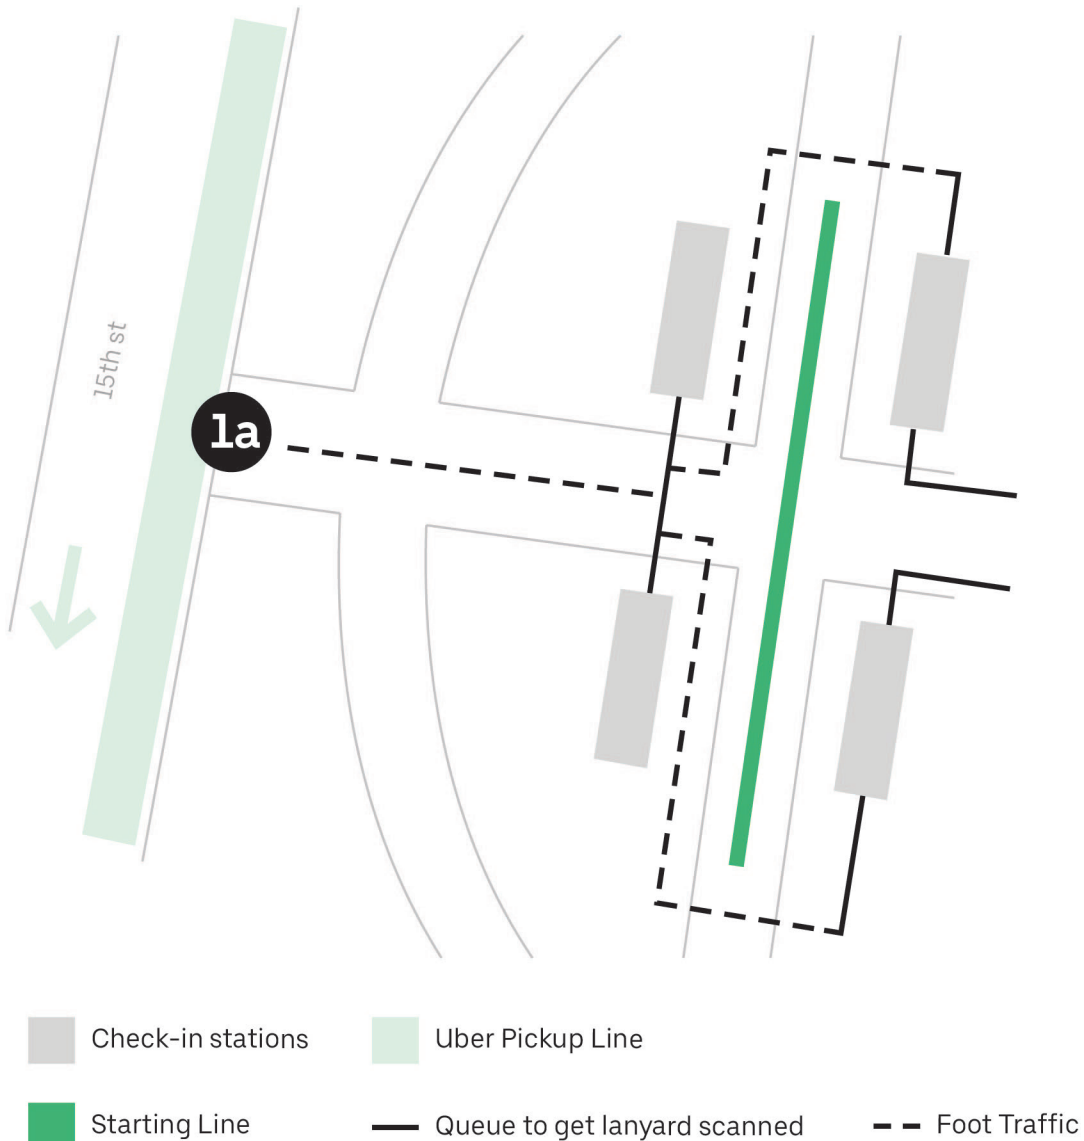 15th st
1a
Check-in stations
Uber Pickup Line
Starting Line
Queue to get lanyard scanned
Foot Traffic